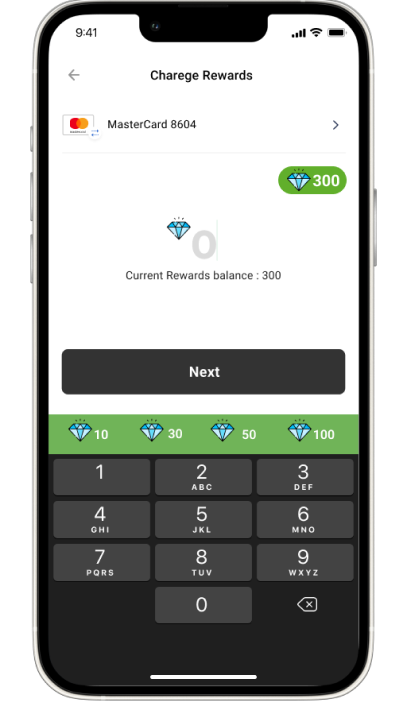 9:41
Charege Rewards
MasterCard 8604
300
0
Current Rewards balance : 300
Next
10 30 50 100
1 2 3
ABC DEF
4 5 6
GHI JKL MNO
7 8 9
PQRS TUV WXYZ
0